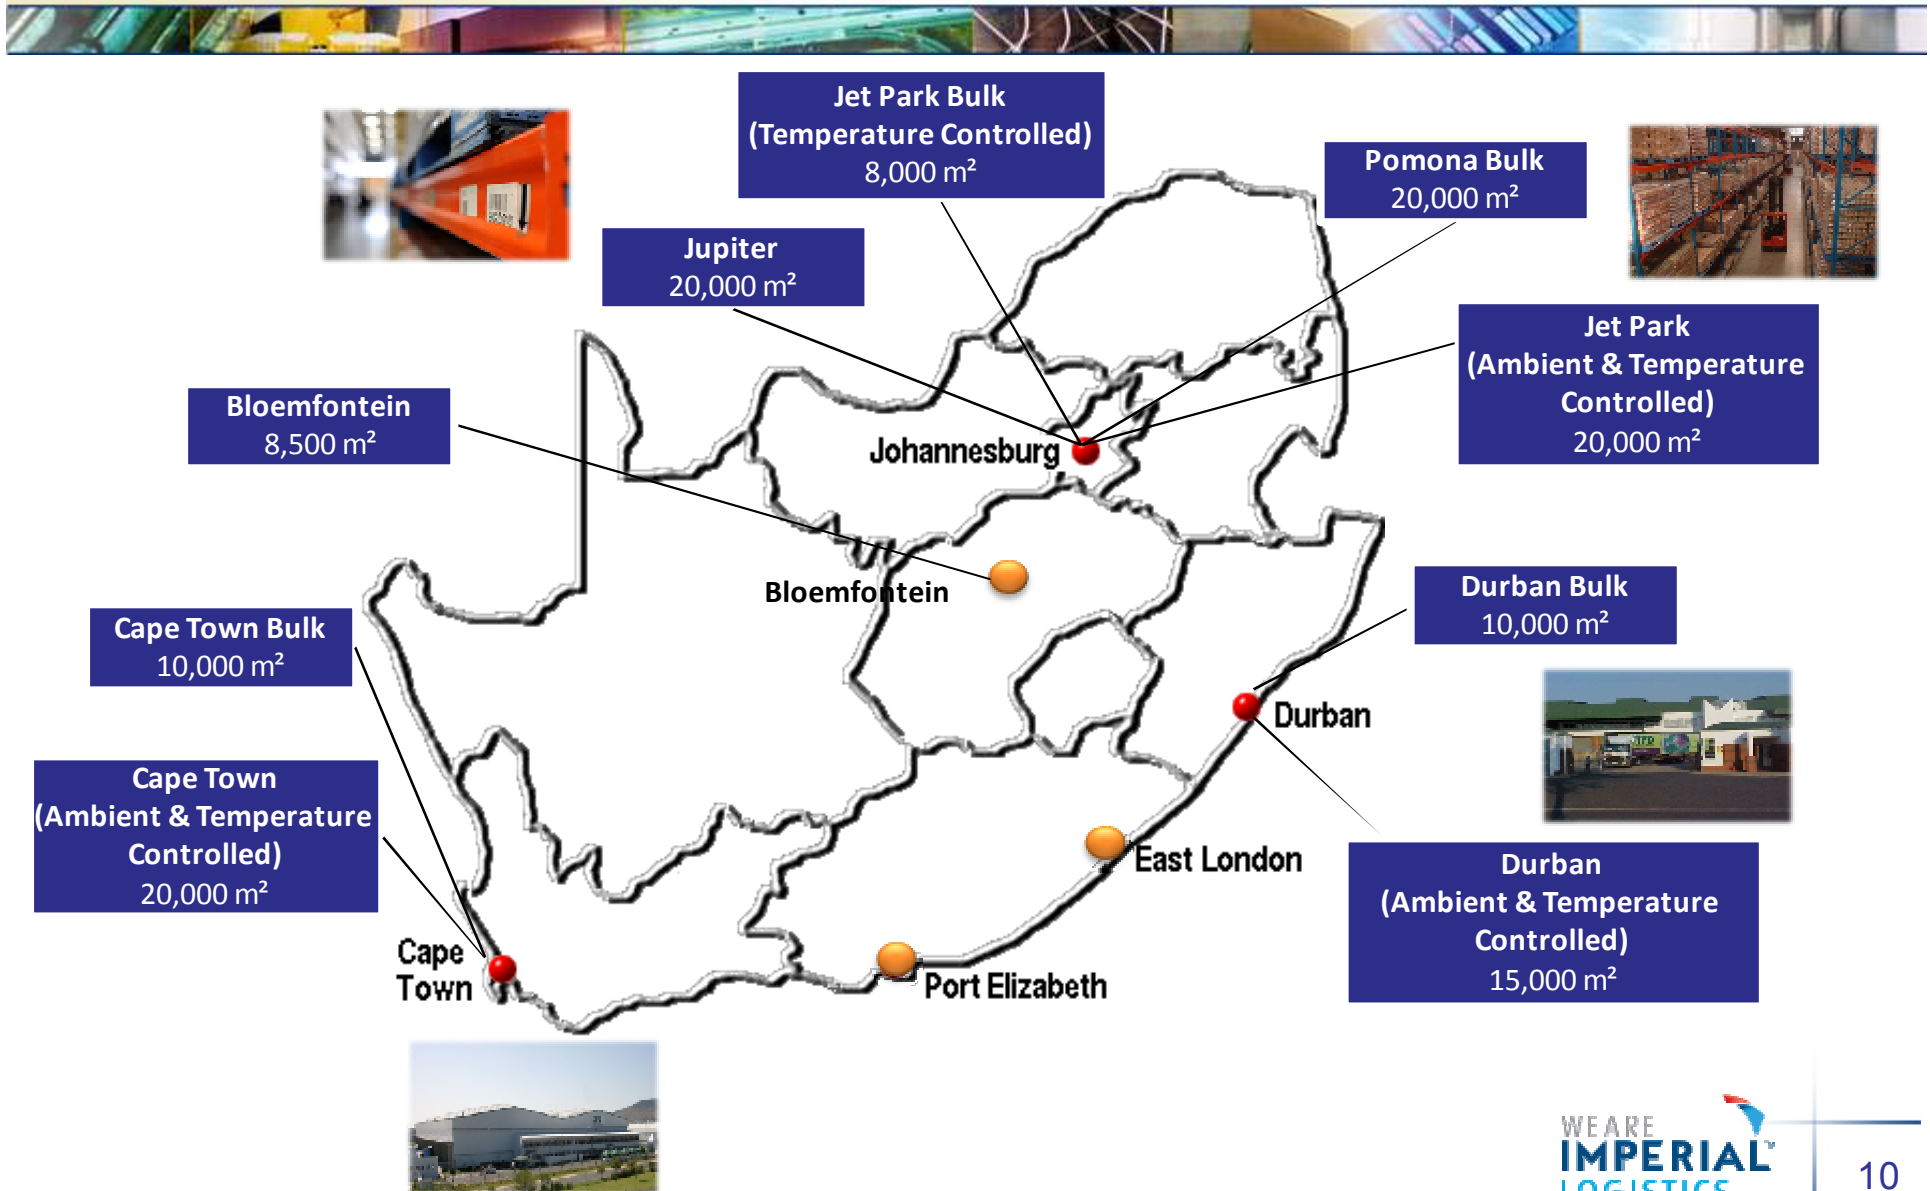 Jet Park Bulk
(Temperature Controlled)
8,000 m²
Pomona Bulk
20,000 m²
Jupiter
20,000 m²
Jet Park
(Ambient & Temperature
Controlled)
20,000 m²
Bloemfontein
8,500 m²
Johannesburg
Bloemfontein
Durban Bulk
10,000 m²
Cape Town Bulk
10,000 m²
Durban
Cape Town
(Ambient & Temperature
Controlled)
20,000 m²
East London
Durban
(Ambient & Temperature
Controlled)
15,000 m²
Cape
Town
Port Elizabeth
WE ARE
IMPERIAL™
LOGISTICS
10